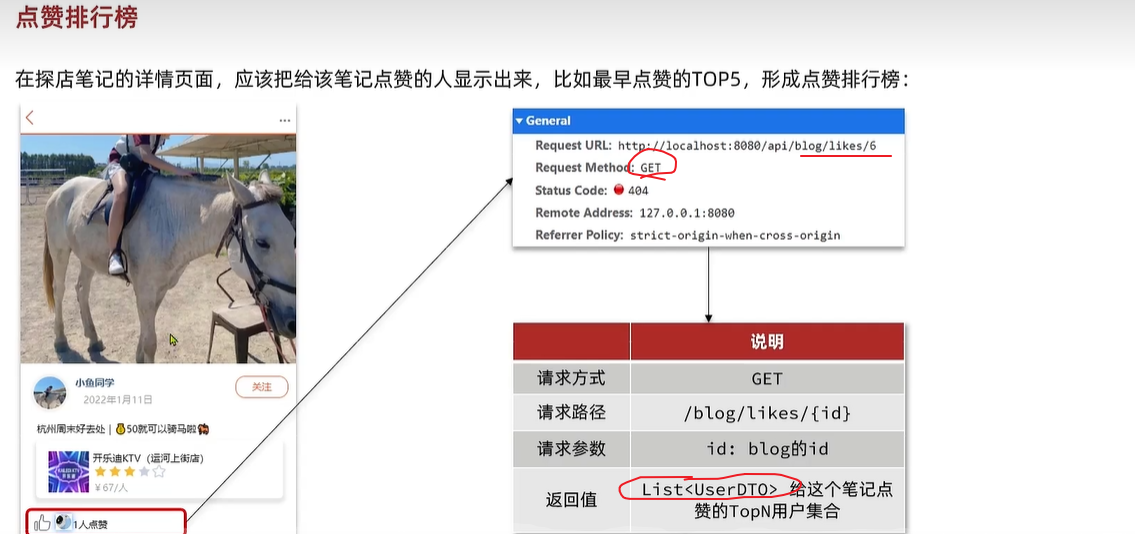 点赞排行榜
在探店笔记的详情页面，应该把给该笔记点赞的人显示出来，比如最早点赞的TOP5，形成点赞排行榜：
...
小鱼同学
关注
2022年1月11日
杭州周末好去处 | 💰50就可以骑马啦🏇
开乐迪KTV（运河上街店）
¥67/人
1人点赞
General
Request URL: http://localhost:8080/api/blog/likes/6
Request Method: GET
Status Code: 404
Remote Address: 127.0.0.1:8080
Referrer Policy: strict-origin-when-cross-origin
说明
请求方式 GET
请求路径 /blog/likes/{id}
请求参数 id: blog的id
返回值 List<UserDTO> 给这个笔记点
赞的TopN用户集合